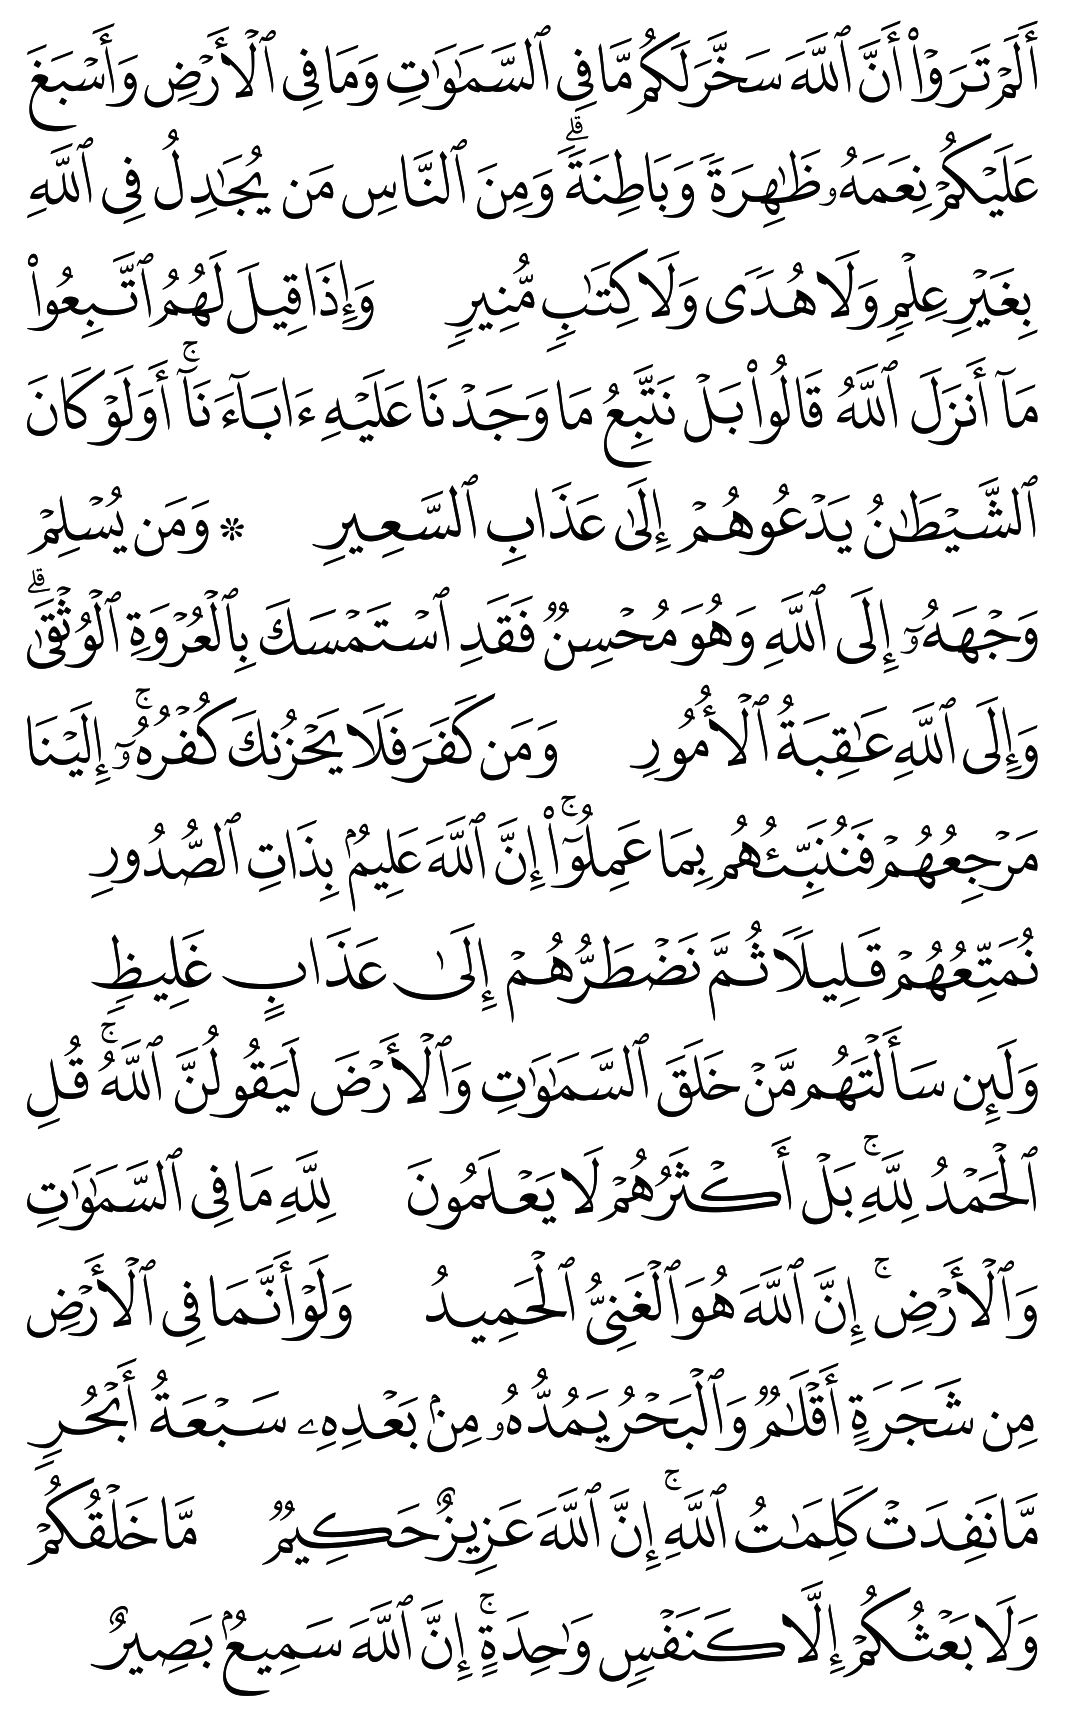 أَلَمْ تَرَوْا۟ أَنَّ ٱللَّهَ سَخَّرَ لَكُم مَّا فِى ٱلسَّمَـٰوَٰتِ وَمَا فِى ٱلْأَرْضِ وَأَسْبَغَ
عَلَيْكُمْ نِعَمَهُۥ ظَـٰهِرَةً وَبَاطِنَةً ۗ وَمِنَ ٱلنَّاسِ مَن يُجَـٰدِلُ فِى ٱللَّهِ
بِغَيْرِ عِلْمٍ وَلَا هُدًى وَلَا كِتَـٰبٍ مُّنِيرٍ وَإِذَا قِيلَ لَهُمُ ٱتَّبِعُوا۟
مَآ أَنزَلَ ٱللَّهُ قَالُوا۟ بَلْ نَتَّبِعُ مَا وَجَدْنَا عَلَيْهِ ءَابَآءَنَآ ۚ أَوَلَوْ كَانَ
ٱلشَّيْطَـٰنُ يَدْعُوهُمْ إِلَىٰ عَذَابِ ٱلسَّعِيرِ * وَمَن يُسْلِمْ
وَجْهَهُۥٓ إِلَى ٱللَّهِ وَهُوَ مُحْسِنٌ فَقَدِ ٱسْتَمْسَكَ بِٱلْعُرْوَةِ ٱلْوُثْقَىٰ ۗ
وَإِلَى ٱللَّهِ عَـٰقِبَةُ ٱلْأُمُورِ وَمَن كَفَرَ فَلَا يَحْزُنكَ كُفْرُهُۥٓ ۚ إِلَيْنَا
مَرْجِعُهُمْ فَنُنَبِّئُهُم بِمَا عَمِلُوٓا۟ ۚ إِنَّ ٱللَّهَ عَلِيمٌۢ بِذَاتِ ٱلصُّدُورِ
نُمَتِّعُهُمْ قَلِيلًا ثُمَّ نَضْطَرُّهُمْ إِلَىٰ عَذَابٍ غَلِيظٍ
وَلَئِن سَأَلْتَهُم مَّنْ خَلَقَ ٱلسَّمَـٰوَٰتِ وَٱلْأَرْضَ لَيَقُولُنَّ ٱللَّهُ ۚ قُلِ
ٱلْحَمْدُ لِلَّهِ ۚ بَلْ أَكْثَرُهُمْ لَا يَعْلَمُونَ لِلَّهِ مَا فِى ٱلسَّمَـٰوَٰتِ
وَٱلْأَرْضِ ۚ إِنَّ ٱللَّهَ هُوَ ٱلْغَنِىُّ ٱلْحَمِيدُ وَلَوْ أَنَّمَا فِى ٱلْأَرْضِ
مِن شَجَرَةٍ أَقْلَـٰمٌ وَٱلْبَحْرُ يَمُدُّهُۥ مِنۢ بَعْدِهِۦ سَبْعَةُ أَبْحُرٍ
مَّا نَفِدَتْ كَلِمَـٰتُ ٱللَّهِ ۚ إِنَّ ٱللَّهَ عَزِيزٌ حَكِيمٌ مَّا خَلْقُكُمْ
وَلَا بَعْثُكُمْ إِلَّا كَنَفْسٍ وَٰحِدَةٍ ۚ إِنَّ ٱللَّهَ سَمِيعٌۢ بَصِيرٌ